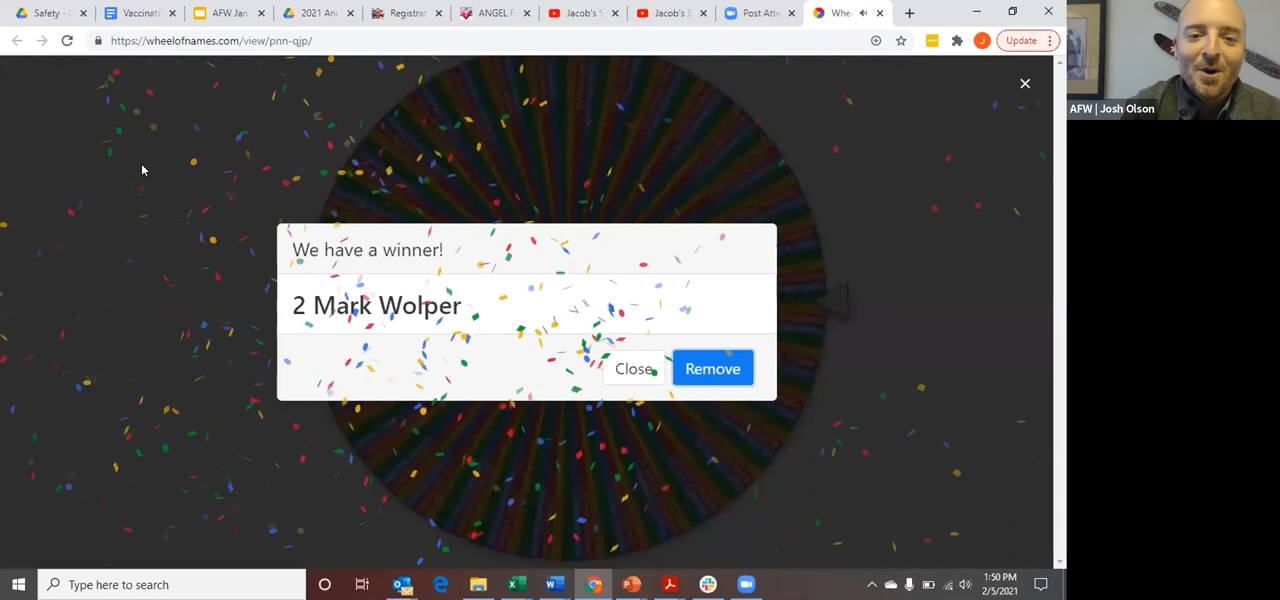 Safety -
Vaccinati
AFW Jan
2021 An
Registrat
ANGEL F
Jacob's S
Jacob's S
Post Atte
Whe
https://wheelofnames.com/view/pnn-qjp/
J
Update
AFW | Josh Olson
We have a winner!
2 Mark Wolper
Close
Remove
Type here to search
1:50 PM
2/5/2021